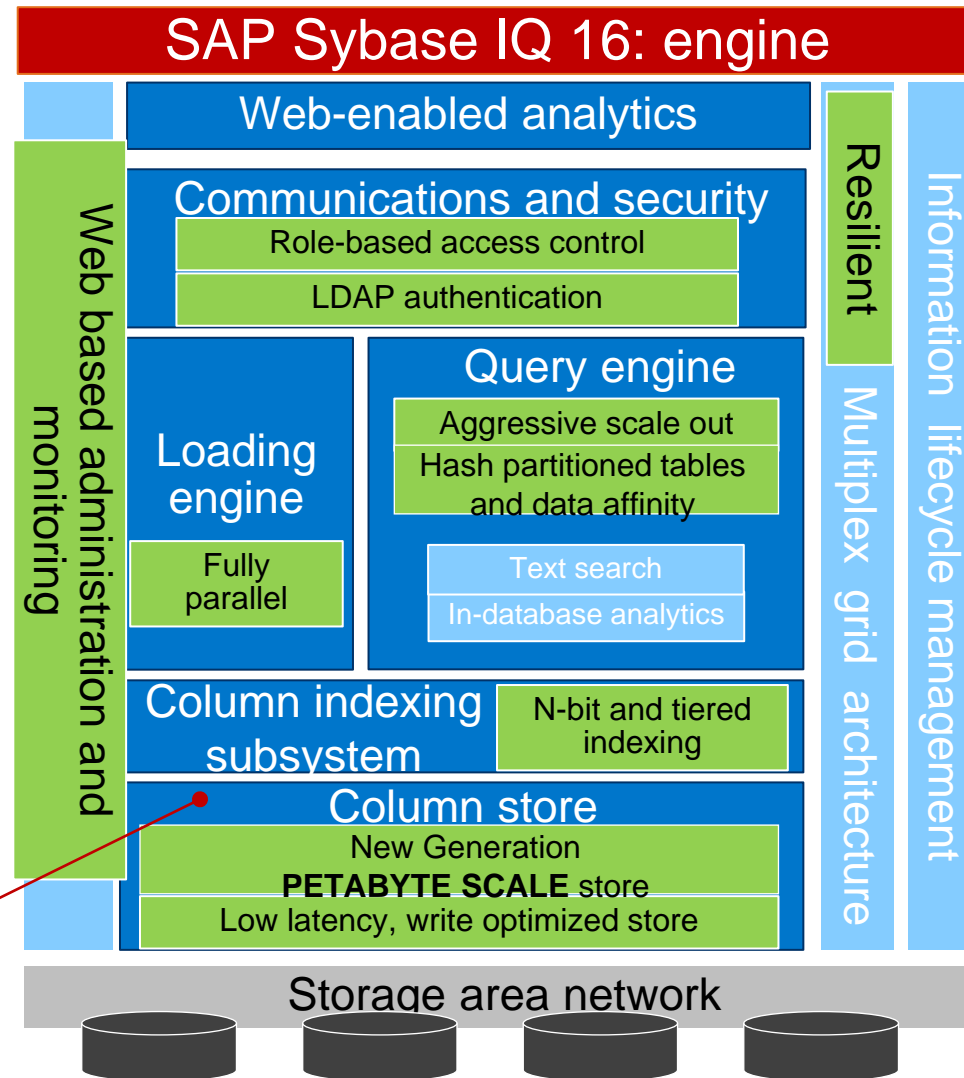 SAP Sybase IQ 16: engine
Web-enabled analytics
Communications and security
Role-based access control
LDAP authentication
Web based administration and
monitoring
Loading
engine
Fully
parallel
Query engine
Aggressive scale out
Hash partitioned tables
and data affinity
Text search
In-database analytics
Column indexing
subsystem
N-bit and tiered
indexing
Column store
New Generation
PETABYTE SCALE store
Low latency, write optimized store
Resilient
Multiplex grid architecture
Information lifecycle management
Storage area network